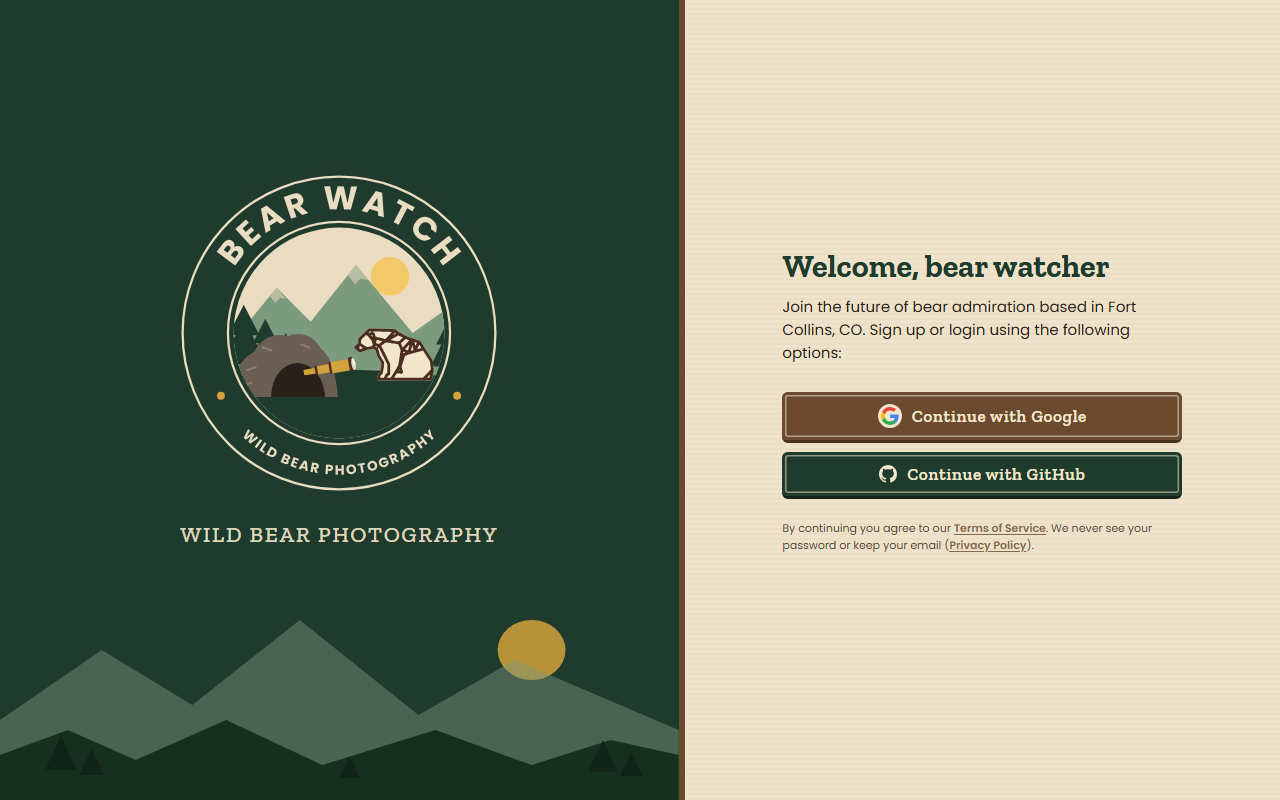 BEAR WATCH
WILD BEAR PHOTOGRAPHY
WILD BEAR PHOTOGRAPHY
Welcome, bear watcher
Join the future of bear admiration based in Fort
Collins, CO. Sign up or login using the following
options:
Continue with Google
Continue with GitHub
By continuing you agree to our Terms of Service. We never see your
password or keep your email (Privacy Policy).